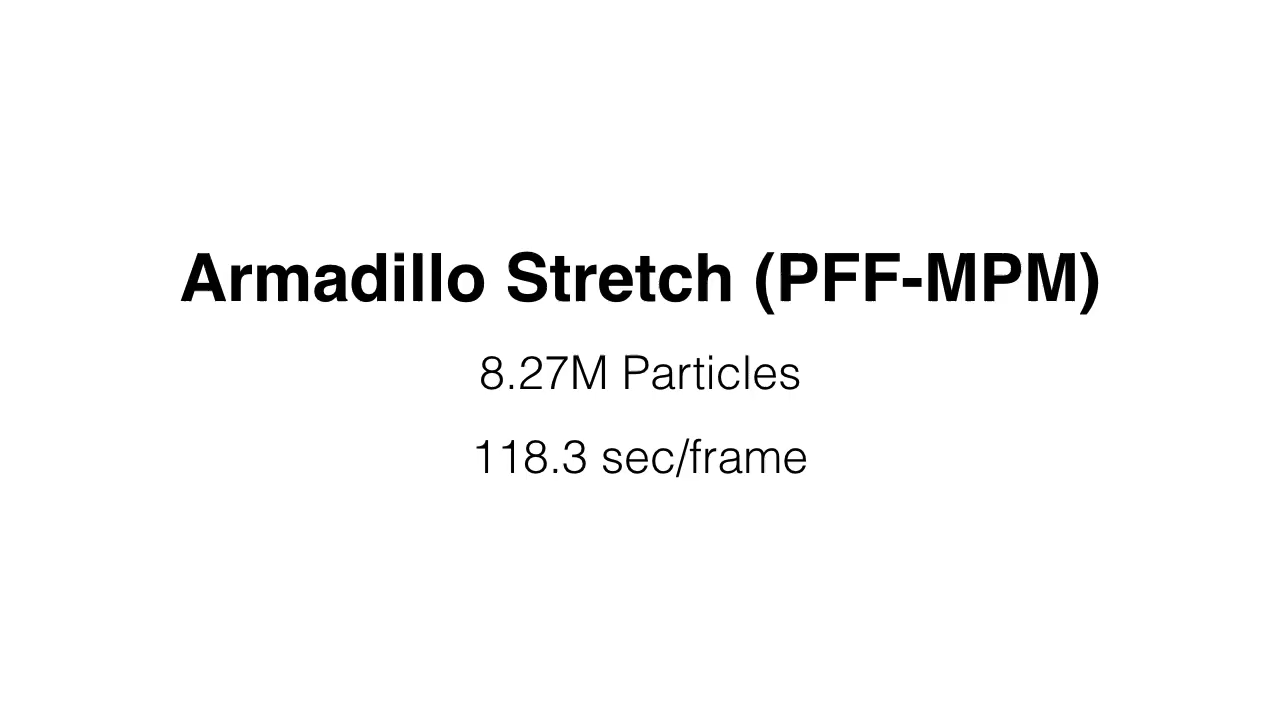 Armadillo Stretch (PFF-MPM)
8.27M Particles
118.3 sec/frame